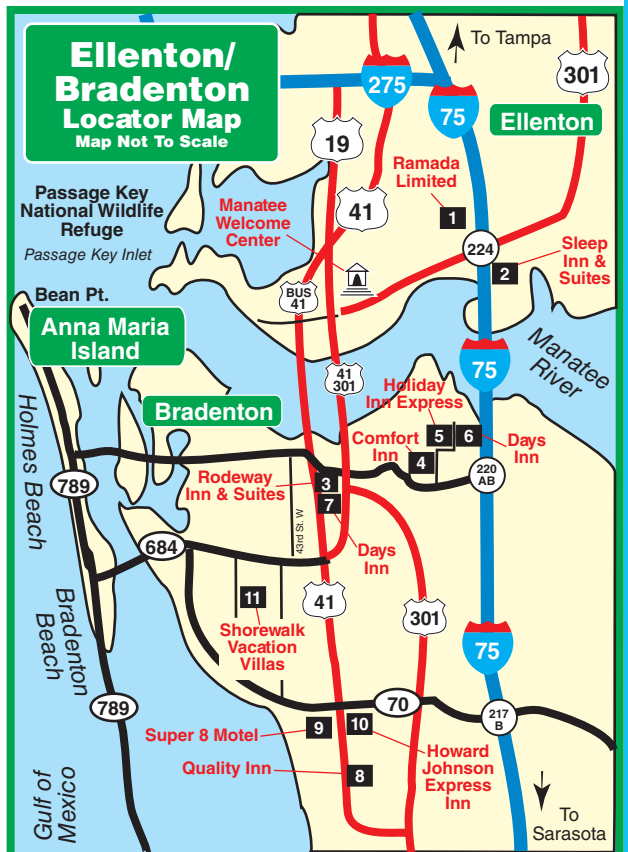 Ellenton/
Bradenton
Locator Map
Map Not To Scale
To Tampa
301
275
75
Ellenton
19
Ramada
Limited
1
41
Passage Key
National Wildlife
Refuge
Passage Key Inlet
Manatee
Welcome
Center
224
Sleep
Inn &
Suites
2
Bean Pt.
BUS
41
Anna Maria
Island
Manatee
River
75
41
301
Holiday
Inn Express
Bradenton
5
6
Days
Inn
Comfort
Inn
4
Holmes Beach
220
AB
Rodeway
Inn & Suites
3
789
7
43rd St. W
684
Days
Inn
Bradenton
Beach
11
41
301
Shorewalk
Vacation
Villas
75
789
70
217
B
Super 8 Motel
9
10
Howard
Johnson
Express
Inn
Quality Inn
8
Gulf of
Mexico
To
Sarasota